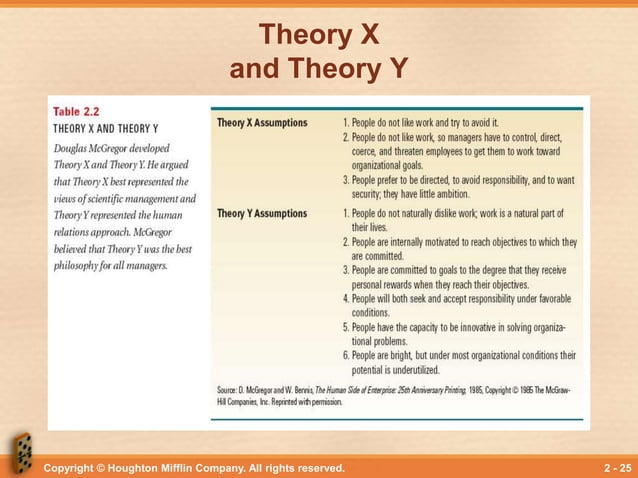 Theory X
and Theory Y
Table 2.2
THEORY X AND THEORY Y
Douglas McGregor developed
Theory X and Theory Y. He argued
that Theory X best represented the
views of scientific management and
Theory Y represented the human
relations approach. McGregor
believed that Theory Y was the best
philosophy for all managers.
Theory X Assumptions
1. People do not like work and try to avoid it.
2. People do not like work, so managers have to control, direct,
coerce, and threaten employees to get them to work toward
organizational goals.
3. People prefer to be directed, to avoid responsibility, and to want
security; they have little ambition.
Theory Y Assumptions
1. People do not naturally dislike work; work is a natural part of
their lives.
2. People are internally motivated to reach objectives to which they
are committed.
3. People are committed to goals to the degree that they receive
personal rewards when they reach their objectives.
4. People will both seek and accept responsibility under favorable
conditions.
5. People have the capacity to be innovative in solving organiza-
tional problems.
6. People are bright, but under most organizational conditions their
potential is underutilized.
Source: D. McGregor and W. Bennis, The Human Side of Enterprise: 25th Anniversary Printing, 1985, Copyright © 1985 The McGraw-
Hill Companies, Inc. Reprinted with permission.
Copyright © Houghton Mifflin Company. All rights reserved.
2 - 25